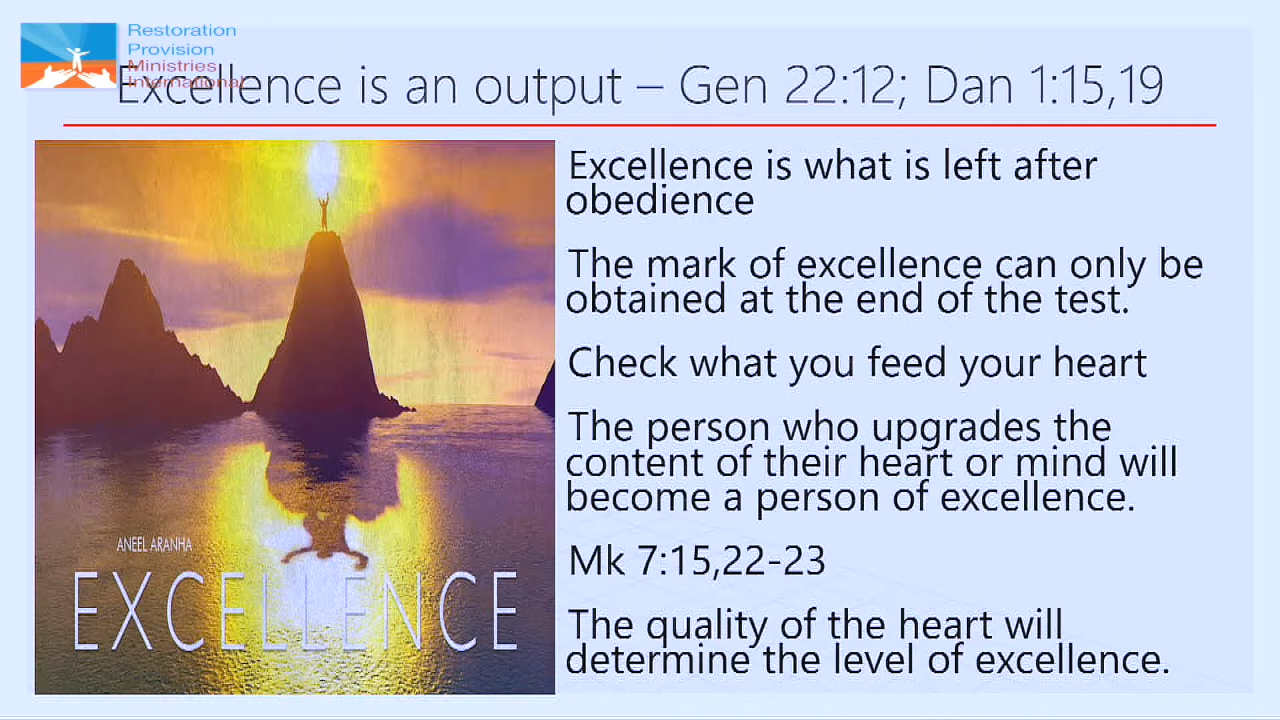 Restoration
Provision
Ministries
International
Excellence is an output – Gen 22:12; Dan 1:15,19
Excellence is what is left after
obedience
The mark of excellence can only be
obtained at the end of the test.
Check what you feed your heart
The person who upgrades the
content of their heart or mind will
become a person of excellence.
Mk 7:15,22-23
The quality of the heart will
determine the level of excellence.
ANEEL ARANHA
EXCELLENCE